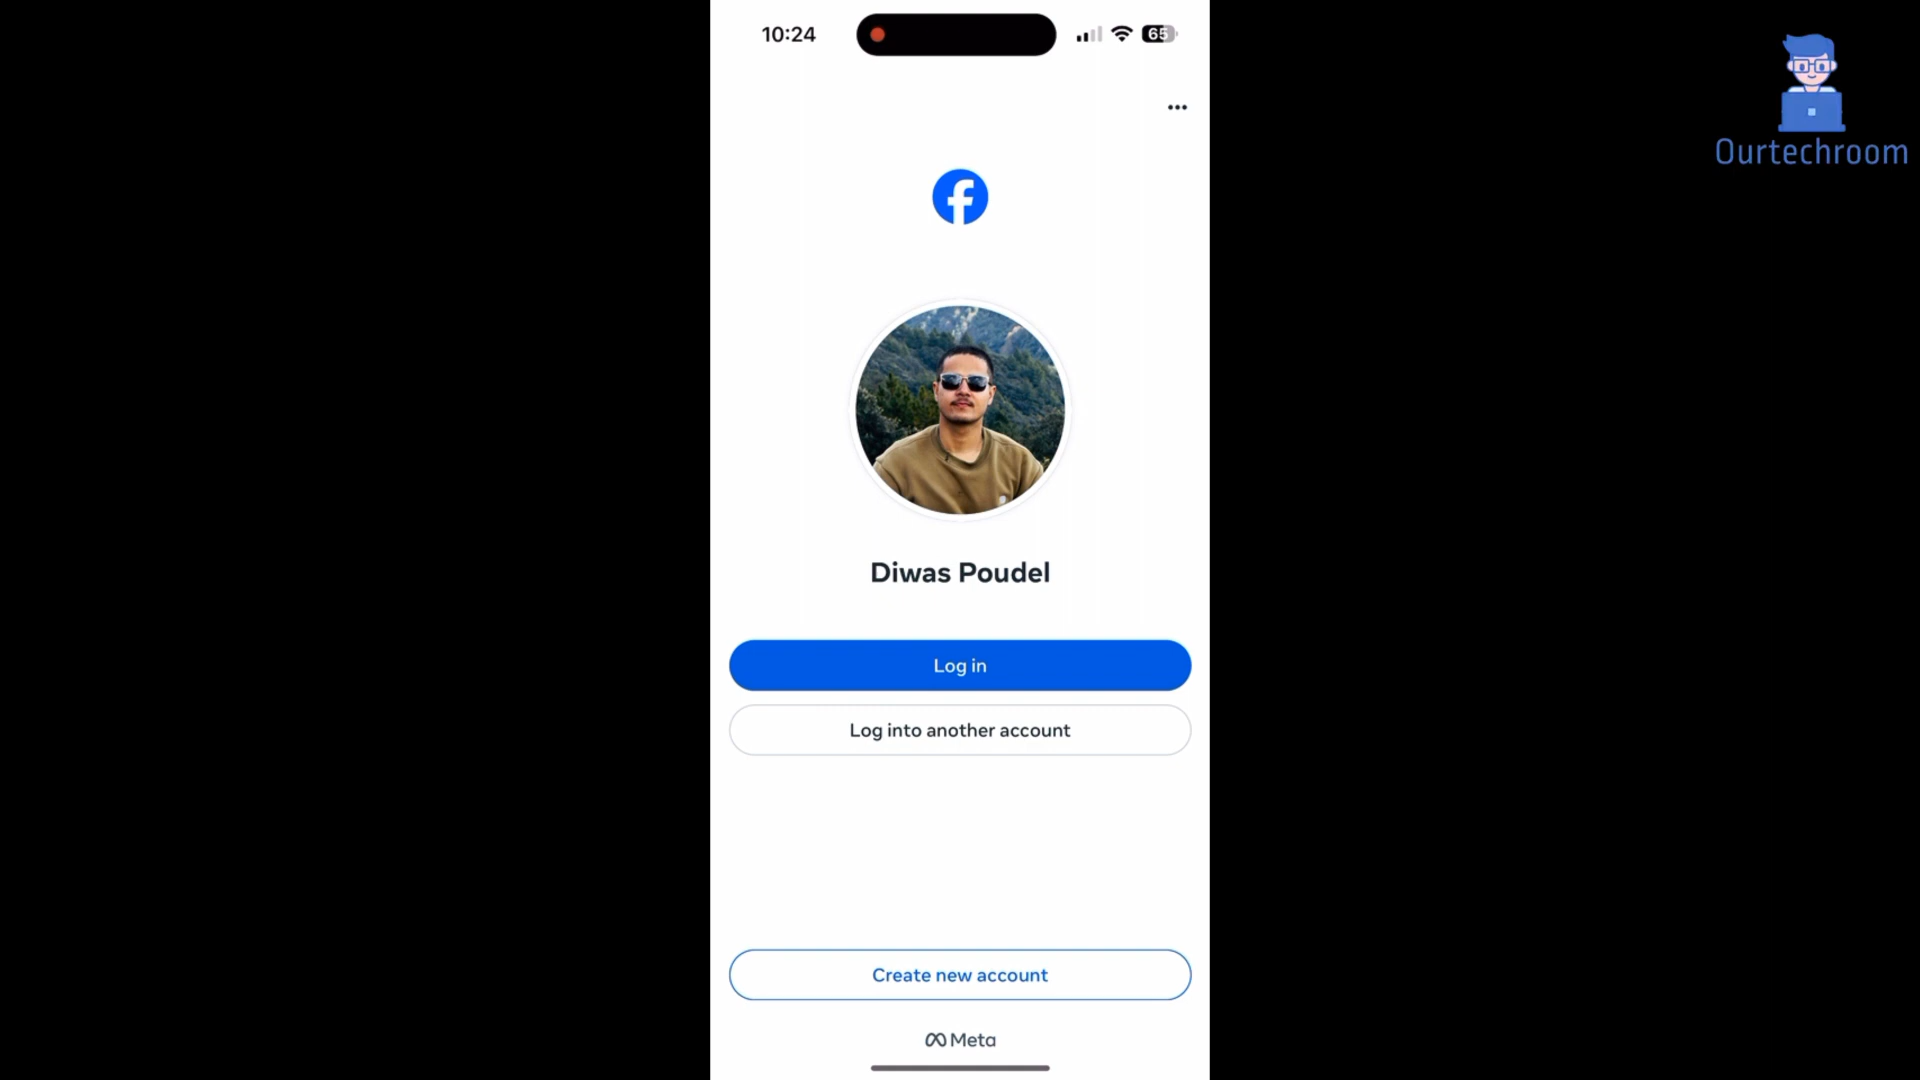 10:24
65
Ourtechroom
Diwas Poudel
Log in
Log into another account
Create new account
Meta